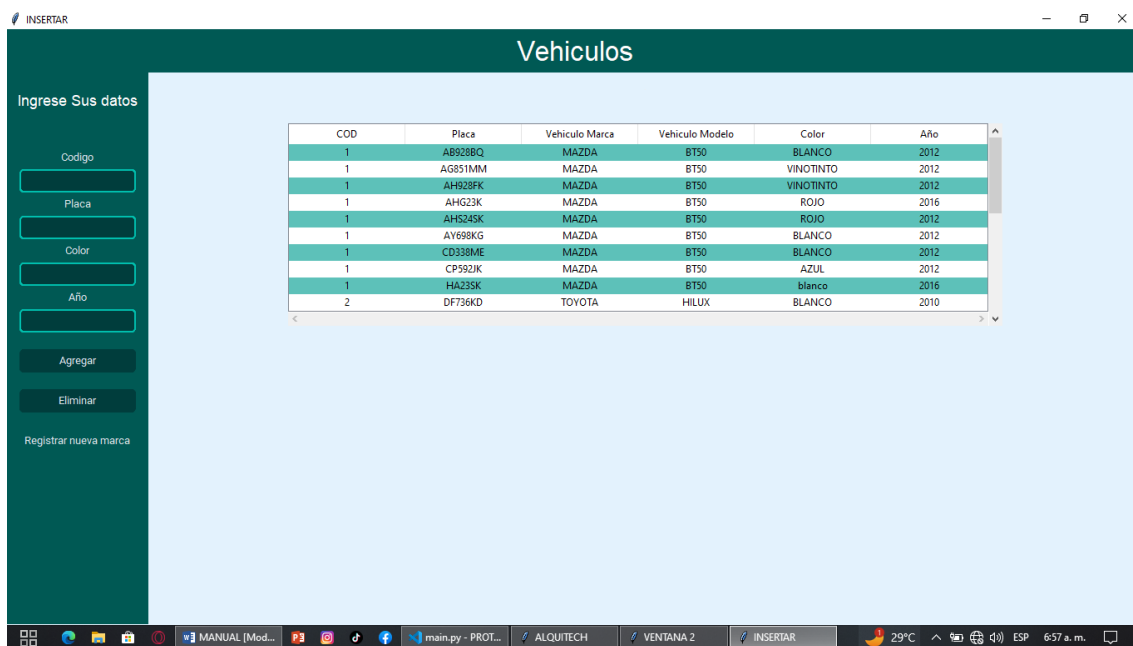 INSERTAR
Vehiculos
Ingrese Sus datos
Codigo
Placa
Color
Año
Agregar
Eliminar
Registrar nueva marca
COD Placa Vehiculo Marca Vehiculo Modelo Color Año
1 AB928BQ MAZDA BT50 BLANCO 2012
1 AG851MM MAZDA BT50 VINOTINTO 2012
1 AH928FK MAZDA BT50 VINOTINTO 2012
1 AHG23K MAZDA BT50 ROJO 2016
1 AHS24SK MAZDA BT50 ROJO 2012
1 AY698KG MAZDA BT50 BLANCO 2012
1 CD338ME MAZDA BT50 BLANCO 2012
1 CP592JK MAZDA BT50 AZUL 2012
1 HA23SK MAZDA BT50 blanco 2016
2 DF736KD TOYOTA HILUX BLANCO 2010
MANUAL [Mod... main.py - PROT... ALQUITECH VENTANA 2 INSERTAR 1 29°C ESP 6:57 a. m.